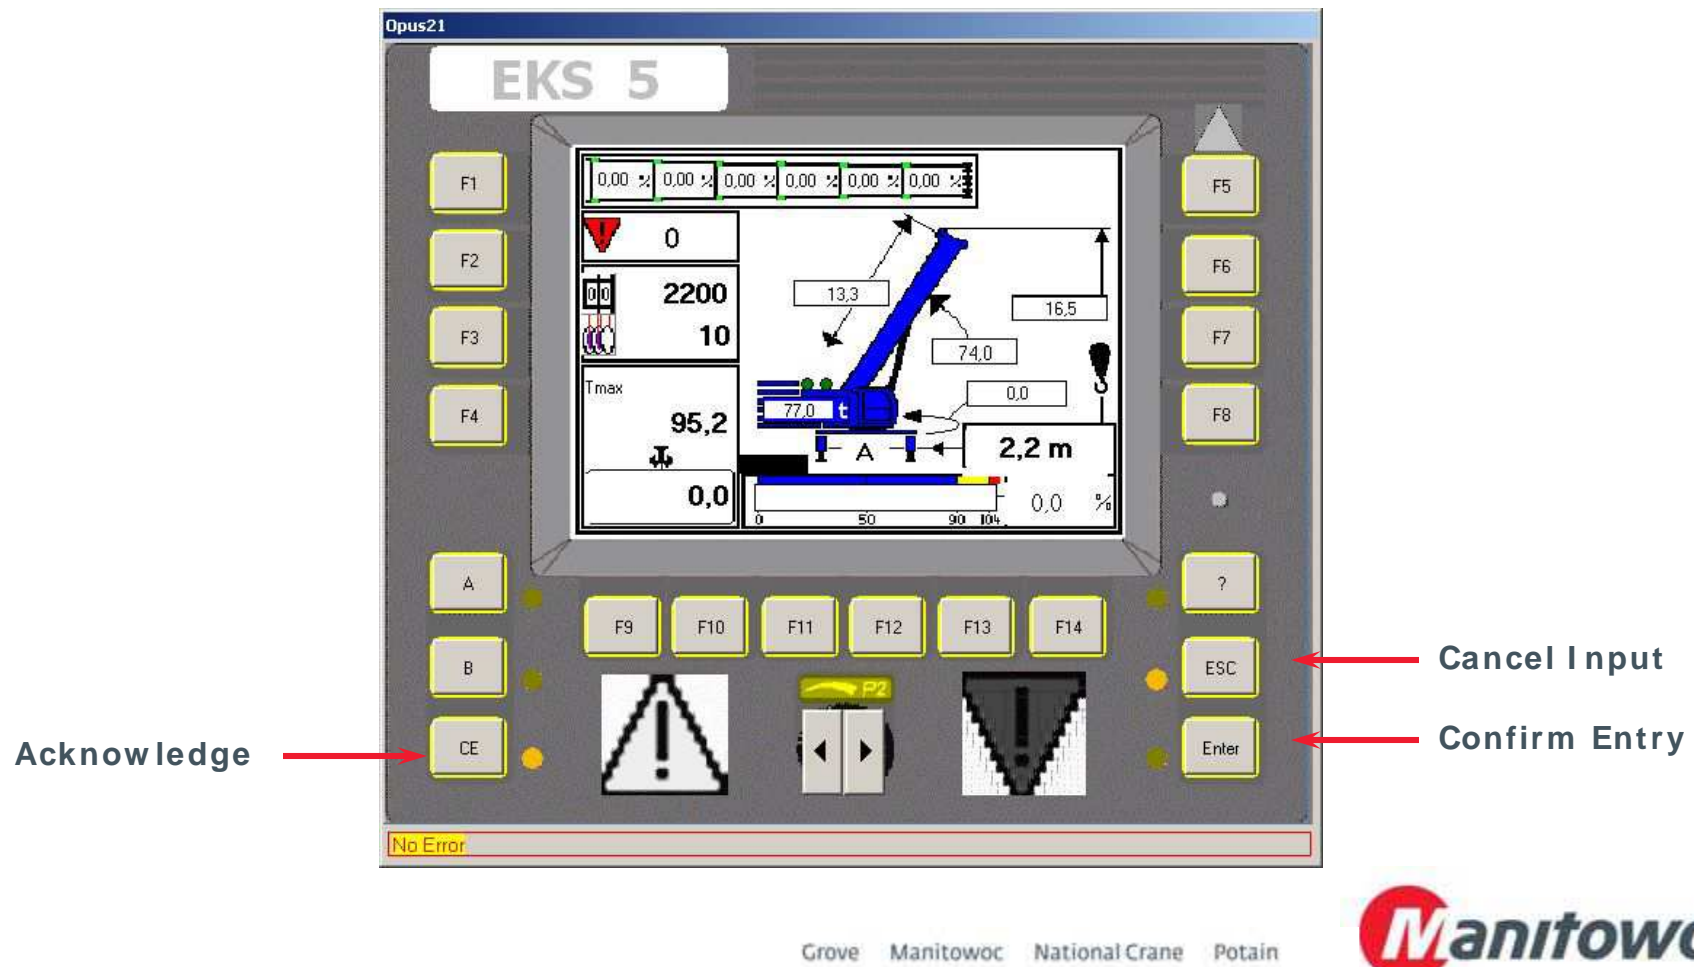 Opus21
EKS 5
F1
F2
F3
F4
F5
F6
F7
F8
0,00 % 0,00 % 0,00 % 0,00 % 0,00 % 0,00 %
0
2200
10
Tmax
95,2
0,0
13,3
16,5
74,0
0,0
77,0 t
A
2,2 m
0,0 %
0 50 90 104
A
B
CE
?
ESC
Enter
F9 F10 F11 F12 F13 F14
P2
Acknowledge
Cancel Input
Confirm Entry
No Error
Grove Manitowoc National Crane Potain
Manitowo